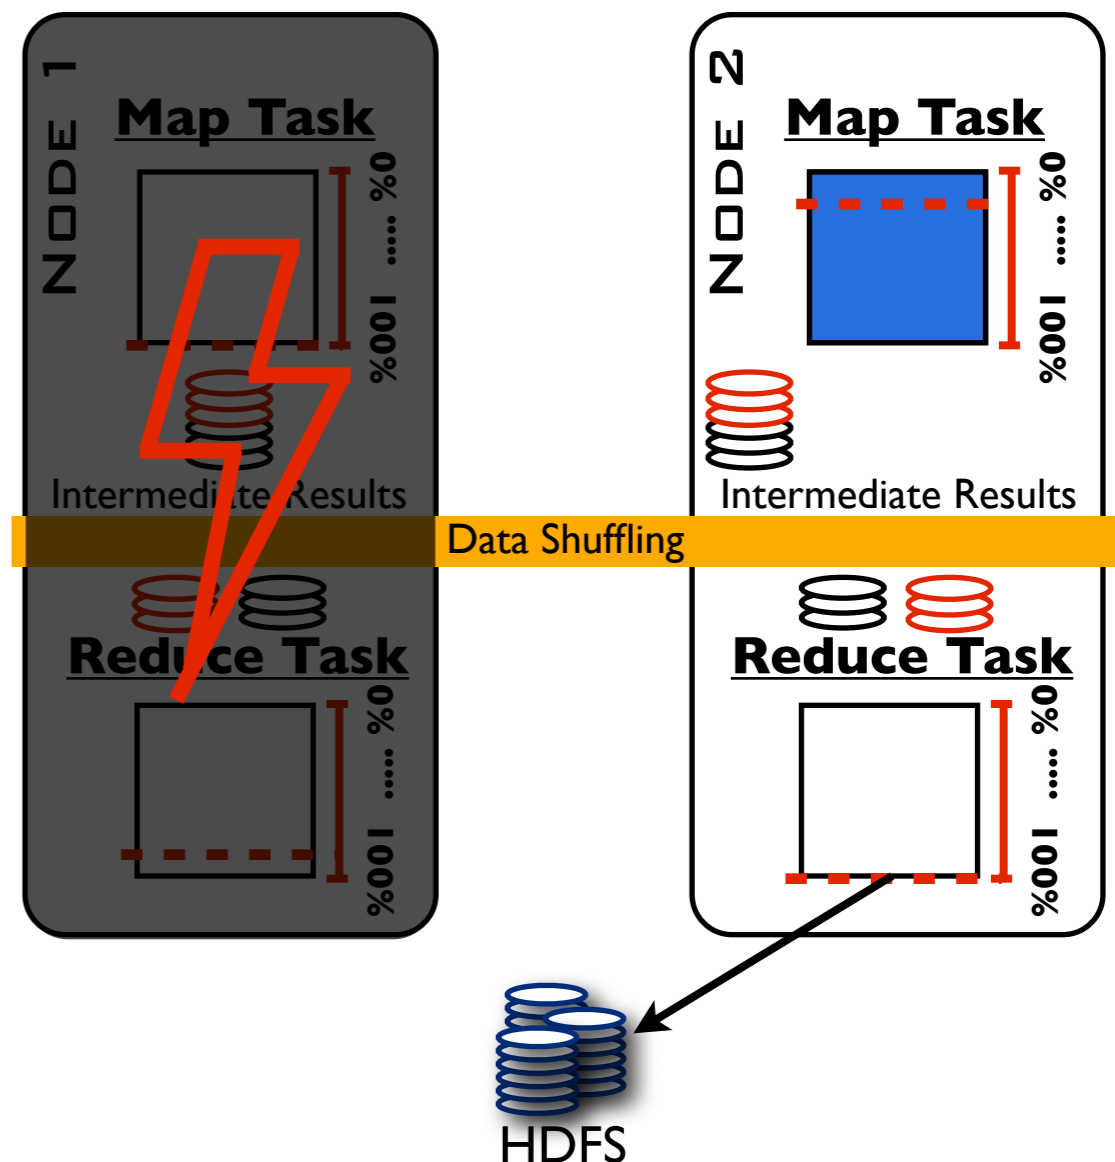 NODE 1
Map Task
0% ..... 100%
Intermediate Results
NODE 2
Map Task
0% ..... 100%
Intermediate Results
Data Shuffling
Reduce Task
0% ..... 100%
Reduce Task
0% ..... 100%
HDFS